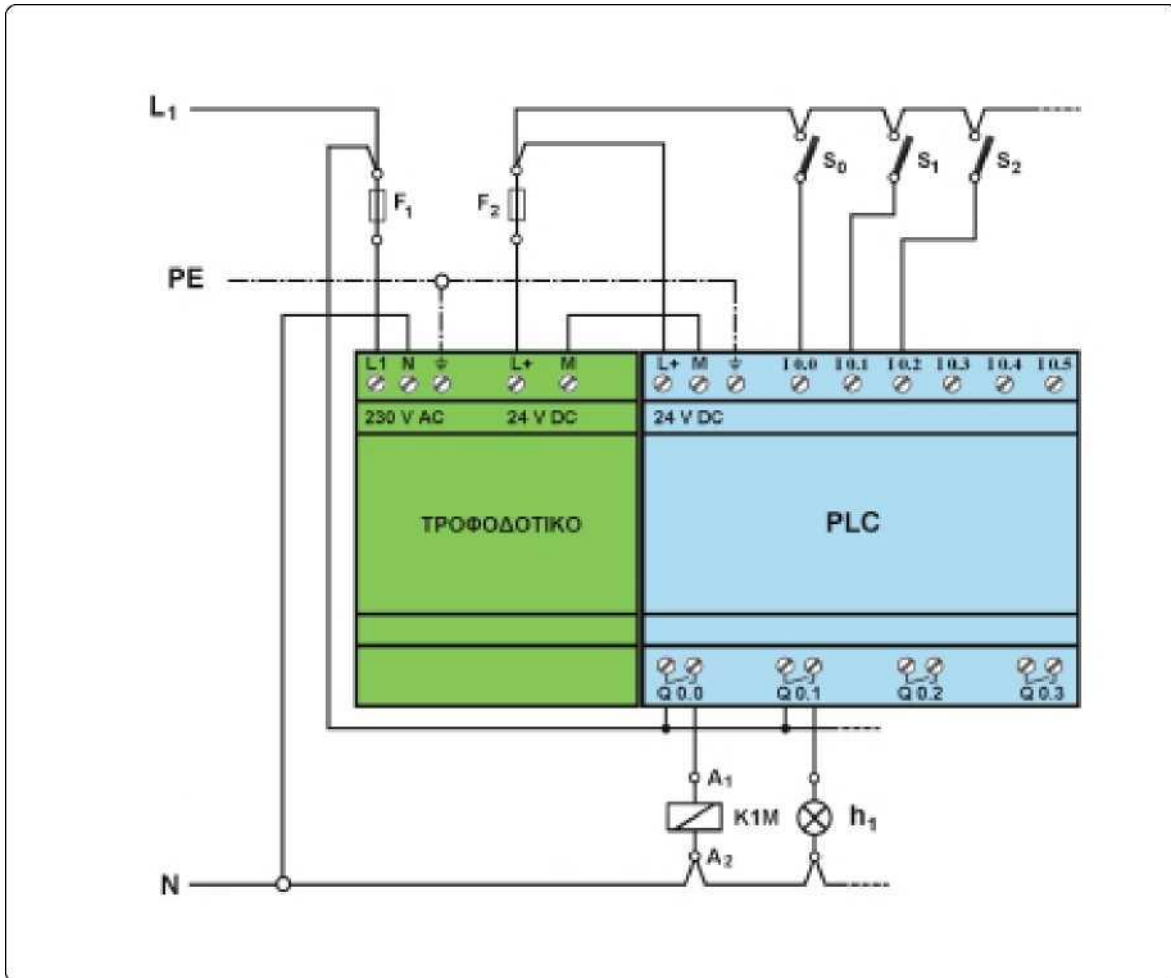 L1
F1
F2
S0
S1
S2
PE
L1 N L+ M
L+ M I 0.0 I 0.1 I 0.2 I 0.3 I 0.4 I 0.5
230 V AC 24 V DC
24 V DC
ΤΡΟΦΟΔΟΤΙΚΟ
PLC
Q 0.0 Q 0.1 Q 0.2 Q 0.3
A1
K1M
h1
A2
N